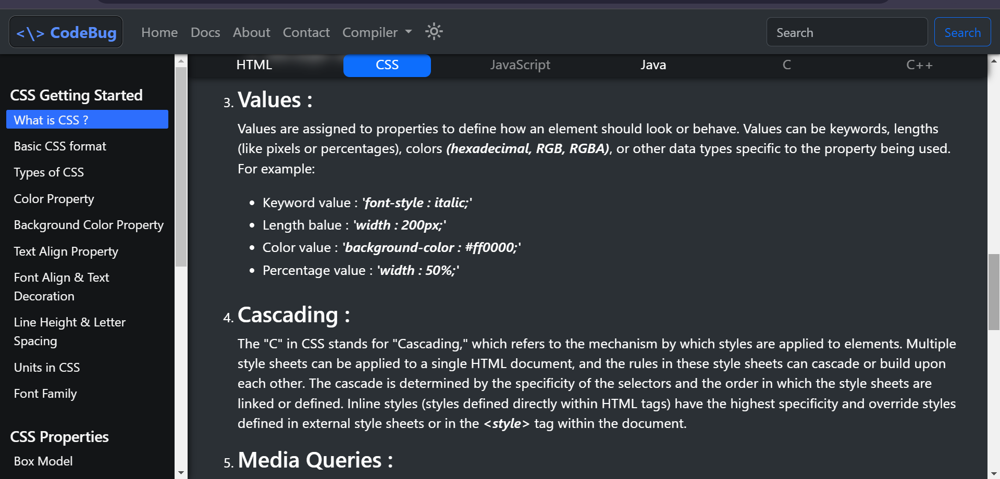 <\> CodeBug Home Docs About Contact Compiler Search Search
HTML CSS JavaScript Java C C++
CSS Getting Started
What is CSS ?
Basic CSS format
Types of CSS
Color Property
Background Color Property
Text Align Property
Font Align & Text
Decoration
Line Height & Letter
Spacing
Units in CSS
Font Family
CSS Properties
Box Model
3. Values :
Values are assigned to properties to define how an element should look or behave. Values can be keywords, lengths
(like pixels or percentages), colors (hexadecimal, RGB, RGBA), or other data types specific to the property being used.
For example:
• Keyword value : 'font-style : italic;'
• Length balue : 'width : 200px;'
• Color value : 'background-color : #ff0000;'
• Percentage value : 'width : 50%;'
4. Cascading :
The "C" in CSS stands for "Cascading," which refers to the mechanism by which styles are applied to elements. Multiple
style sheets can be applied to a single HTML document, and the rules in these style sheets can cascade or build upon
each other. The cascade is determined by the specificity of the selectors and the order in which the style sheets are
linked or defined. Inline styles (styles defined directly within HTML tags) have the highest specificity and override styles
defined in external style sheets or in the <style> tag within the document.
5. Media Queries :